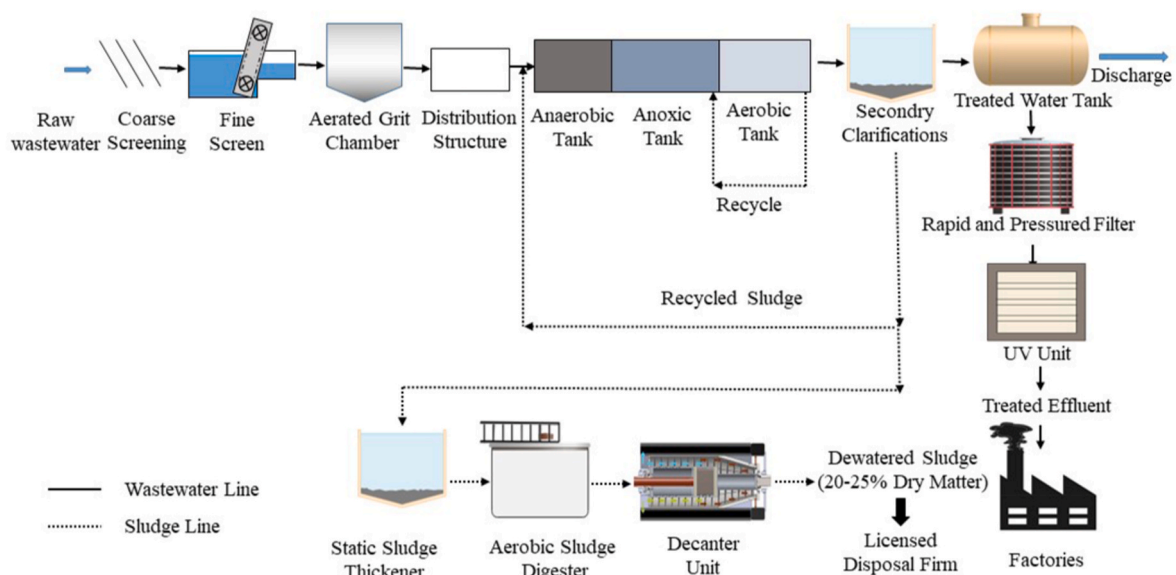 Raw
wastewater
Coarse
Screening
Fine
Screen
Aerated Grit
Chamber
Distribution
Structure
Anaerobic
Tank
Anoxic
Tank
Aerobic
Tank
Recycle
Secondry
Clarifications
Treated Water Tank
Discharge
Rapid and Pressured Filter
UV Unit
Treated Effluent
Factories
Recycled Sludge
Static Sludge
Thickener
Aerobic Sludge
Digester
Decanter
Unit
Dewatered Sludge
(20-25% Dry Matter)
Licensed
Disposal Firm
Wastewater Line
Sludge Line